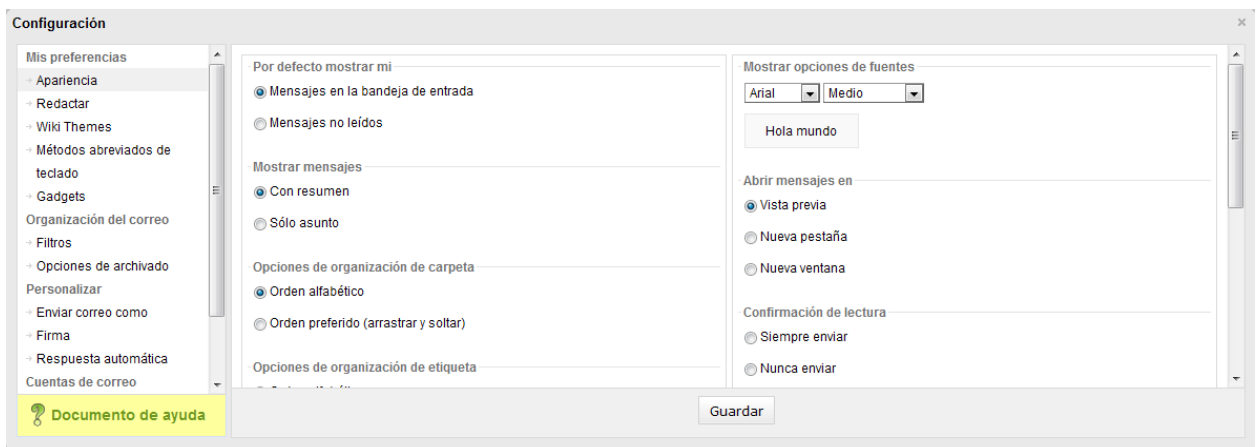 Configuración
Mis preferencias
Apariencia
Redactar
Wiki Themes
Métodos abreviados de
teclado
Gadgets
Organización del correo
Filtros
Opciones de archivado
Personalizar
Enviar correo como
Firma
Respuesta automática
Cuentas de correo
Documento de ayuda
Por defecto mostrar mi
Mensajes en la bandeja de entrada
Mensajes no leídos
Mostrar mensajes
Con resumen
Sólo asunto
Opciones de organización de carpeta
Orden alfabético
Orden preferido (arrastrar y soltar)
Opciones de organización de etiqueta
Mostrar opciones de fuentes
Arial Medio
Hola mundo
Abrir mensajes en
Vista previa
Nueva pestaña
Nueva ventana
Confirmación de lectura
Siempre enviar
Nunca enviar
Guardar